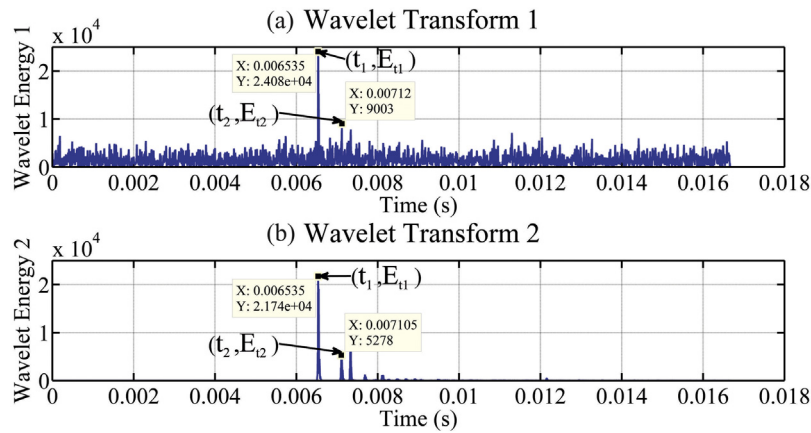 (a) Wavelet Transform 1
x 10⁴
Wavelet Energy 1
2
1
0
X: 0.006535
Y: 2.408e+04
(t₁,Eₜ₁)
X: 0.00712
Y: 9003
(t₂,Eₜ₂)
0 0.002 0.004 0.006 0.008 0.01 0.012 0.014 0.016 0.018
Time (s)
(b) Wavelet Transform 2
x 10⁴
Wavelet Energy 2
2
1
0
X: 0.006535
Y: 2.174e+04
(t₁,Eₜ₁)
X: 0.007105
Y: 5278
(t₂,Eₜ₂)
0 0.002 0.004 0.006 0.008 0.01 0.012 0.014 0.016 0.018
Time (s)